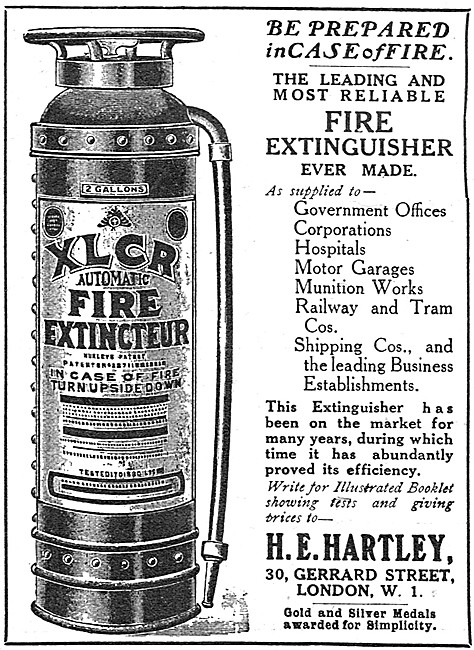 BE PREPARED
in CASE of FIRE.
THE LEADING AND
MOST RELIABLE
FIRE
EXTINGUISHER
EVER MADE.
As supplied to—
Government Offices
Corporations
Hospitals
Motor Garages
Munition Works
Railway and Tram
Cos.
Shipping Cos., and
the leading Business
Establishments.
This Extinguisher has
been on the market for
many years, during which
time it has abundantly
proved its efficiency.
Write for Illustrated Booklet
showing tests and giving
prices to—
H. E. HARTLEY,
30, GERRARD STREET,
LONDON, W. 1.
Gold and Silver Medals
awarded for Simplicity.
2 GALLONS
XLCR
AUTOMATIC
FIRE
EXTINCTEUR
IN CASE OF FIRE
TURN UPSIDE DOWN